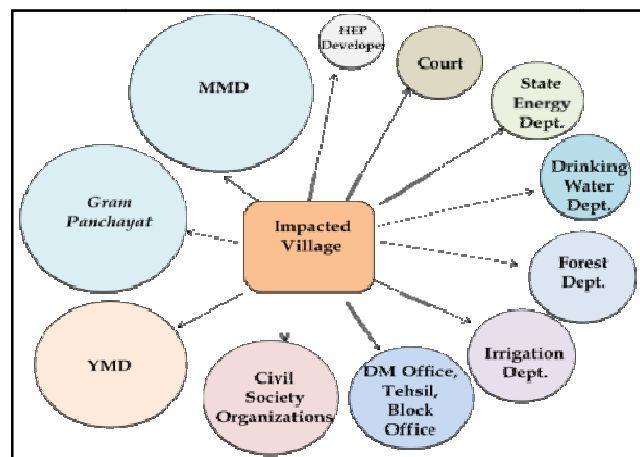 HEP
Developer
Court
MMD
State
Energy
Dept.
Drinking
Water
Dept.
Gram
Panchayat
Impacted
Village
Forest
Dept.
YMD
Irrigation
Dept.
Civil
Society
Organizations
DM Office,
Tehsil,
Block
Office